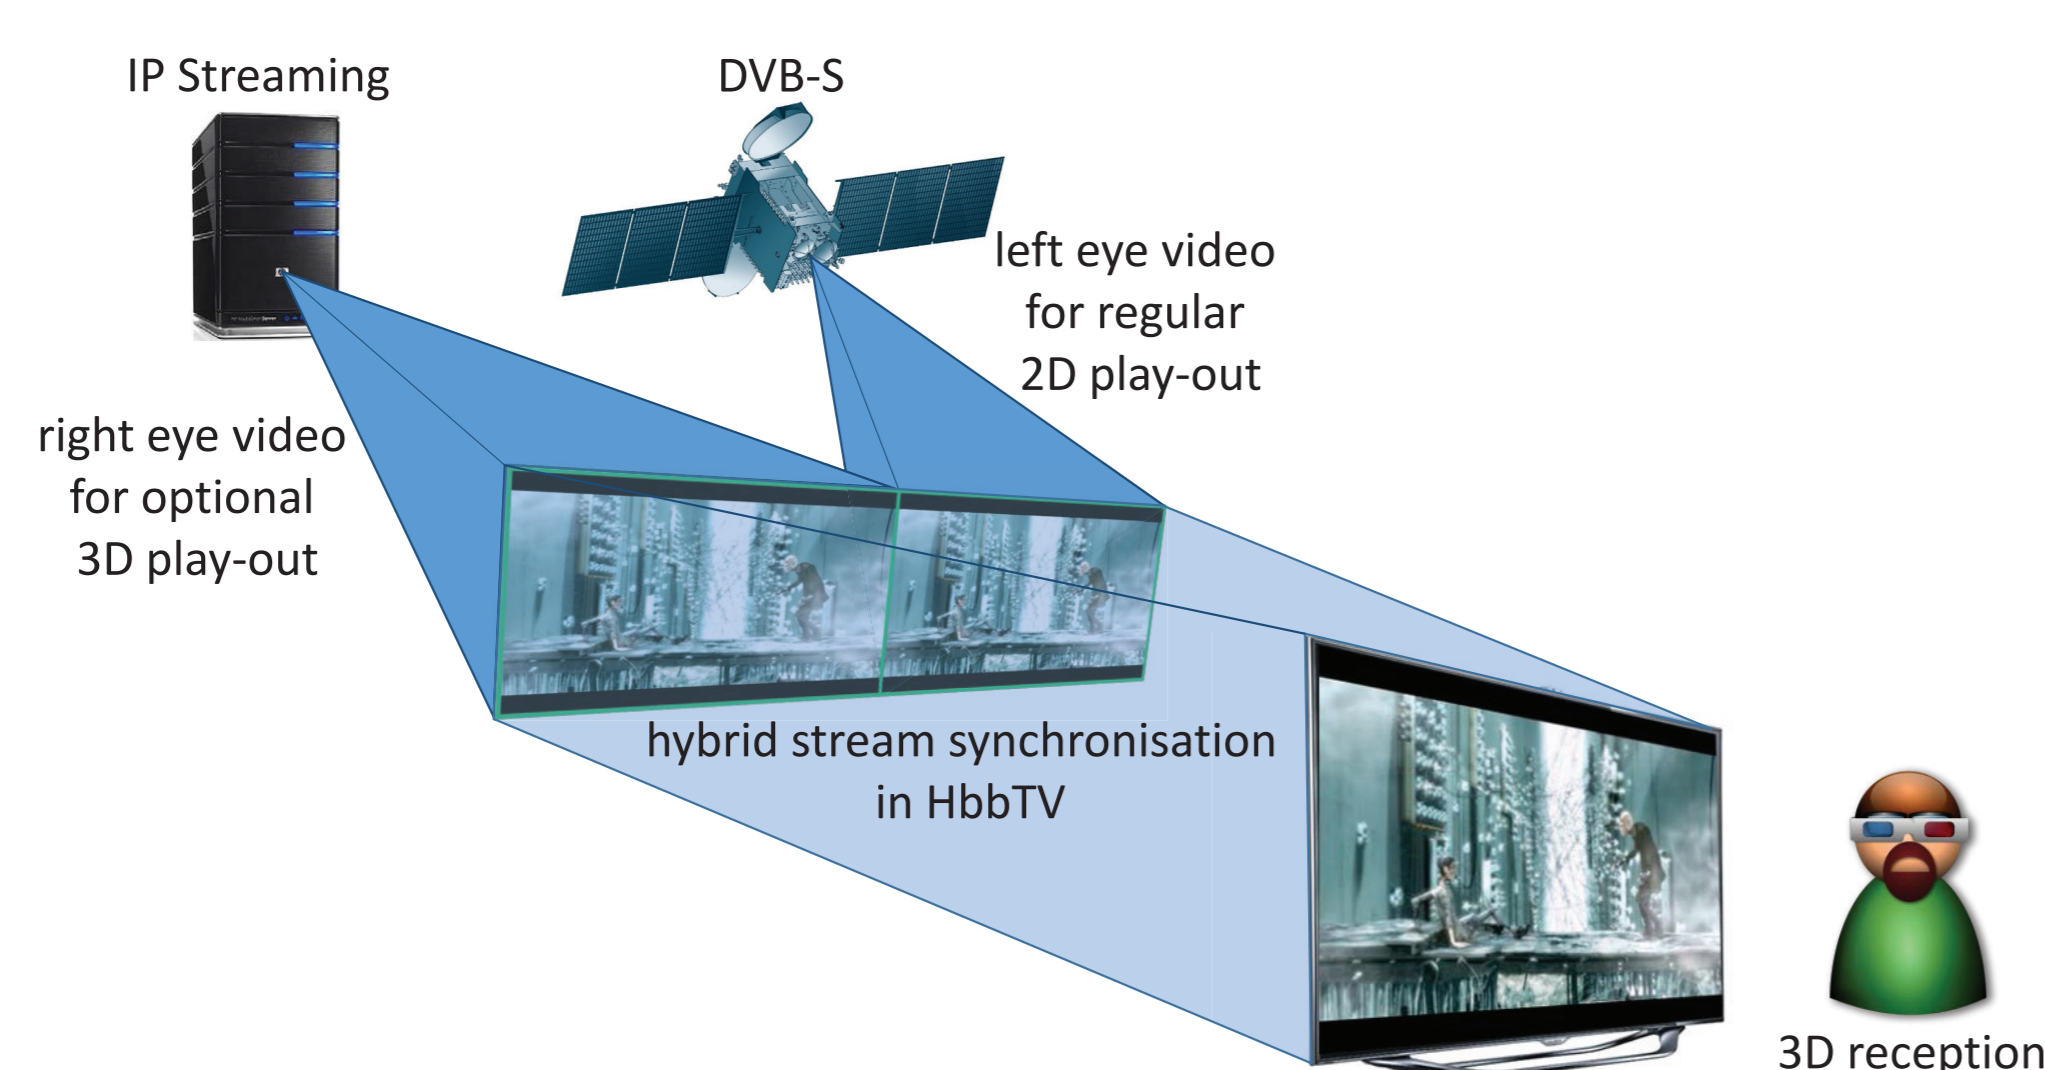 IP Streaming
DVB-S
left eye video
for regular
2D play-out
right eye video
for optional
3D play-out
hybrid stream synchronisation
in HbbTV
3D reception